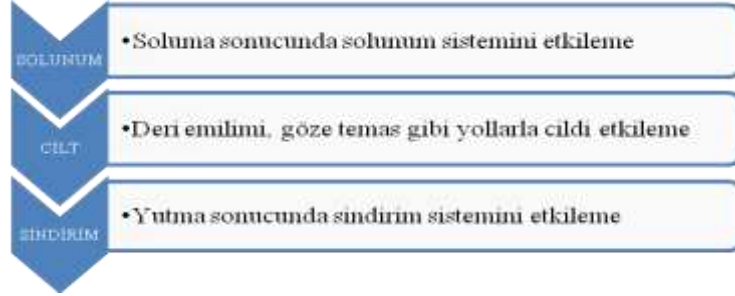 SOLUNUM
•Soluma sonucunda solunum sistemini etkileme
CİLT
•Deri emilimi, göze temas gibi yollarla cildi etkileme
SİNDİRİM
•Yutma sonucunda sindirim sistemini etkileme